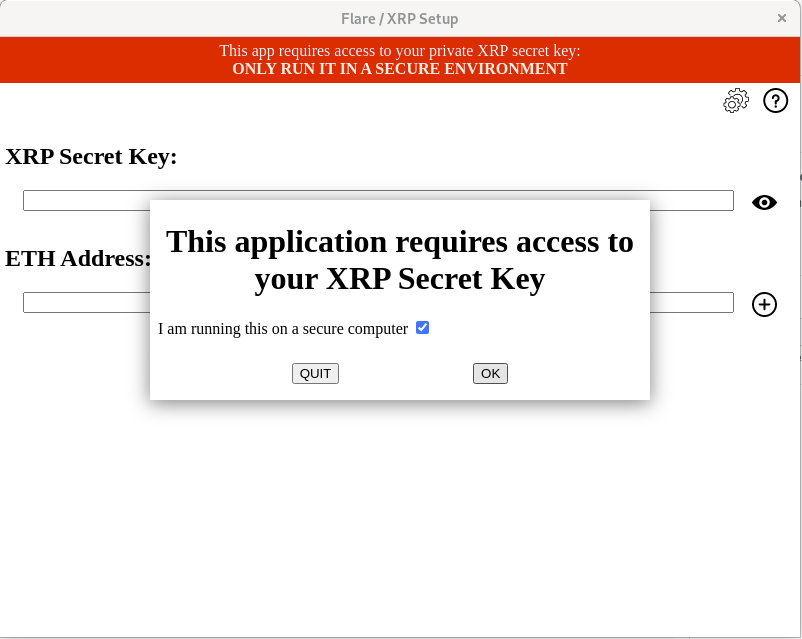 Flare / XRP Setup
This app requires access to your private XRP secret key:
ONLY RUN IT IN A SECURE ENVIRONMENT
XRP Secret Key:
ETH Address:
This application requires access to
your XRP Secret Key
I am running this on a secure computer
QUIT
OK